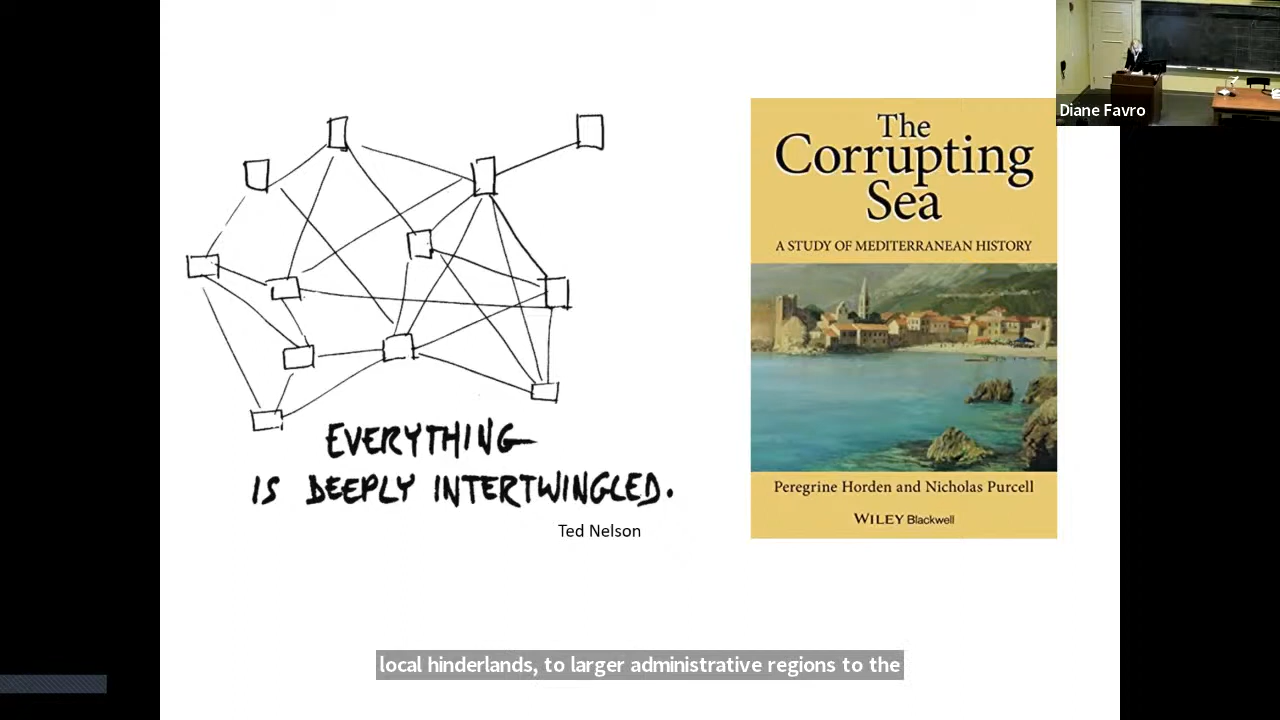 Diane Favro
The
Corrupting
Sea
A STUDY OF MEDITERRANEAN HISTORY
Peregrine Horden and Nicholas Purcell
WILEY Blackwell
EVERYTHING
IS DEEPLY INTERTWINGLED.
Ted Nelson
local hinderlands, to larger administrative regions to the